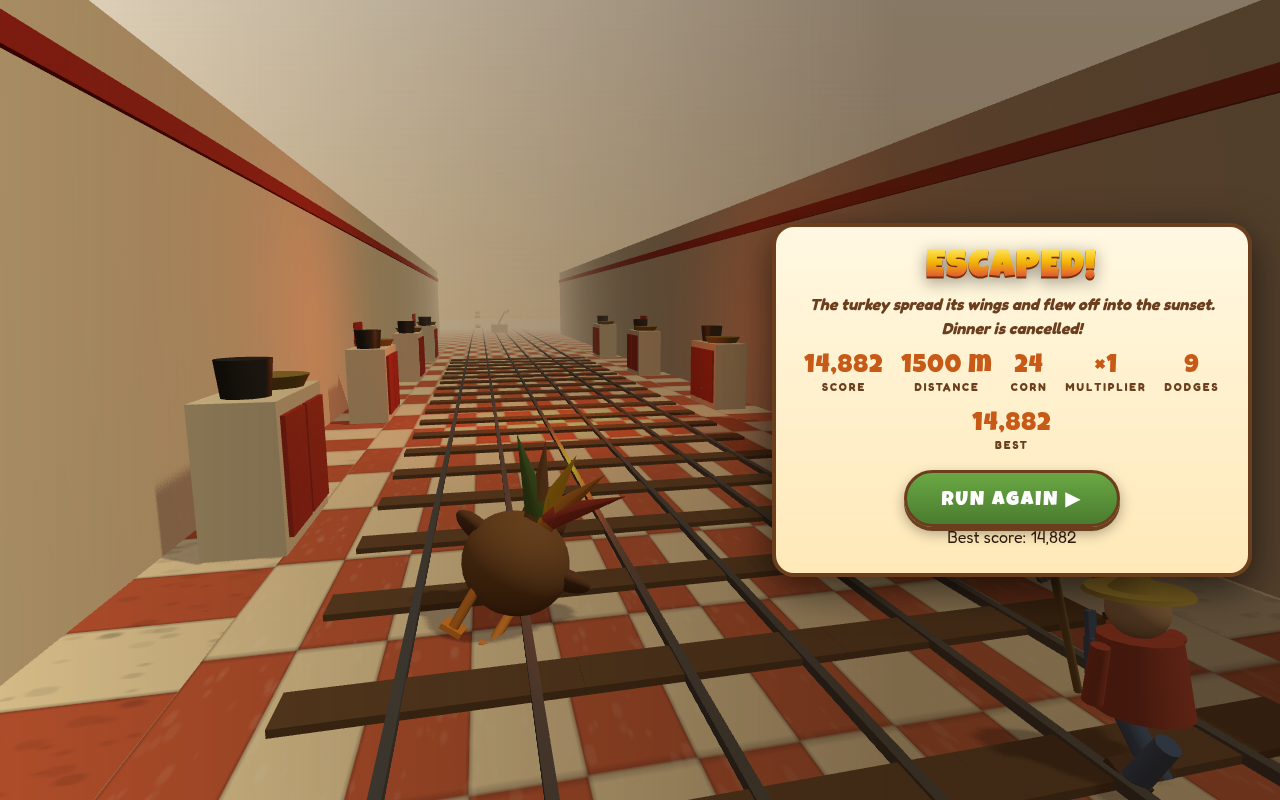 ESCAPED!
The turkey spread its wings and flew off into the sunset.
Dinner is cancelled!
14,882 1500 m 24 ×1 9
SCORE DISTANCE CORN MULTIPLIER DODGES
14,882
BEST
RUN AGAIN ▶
Best score: 14,882